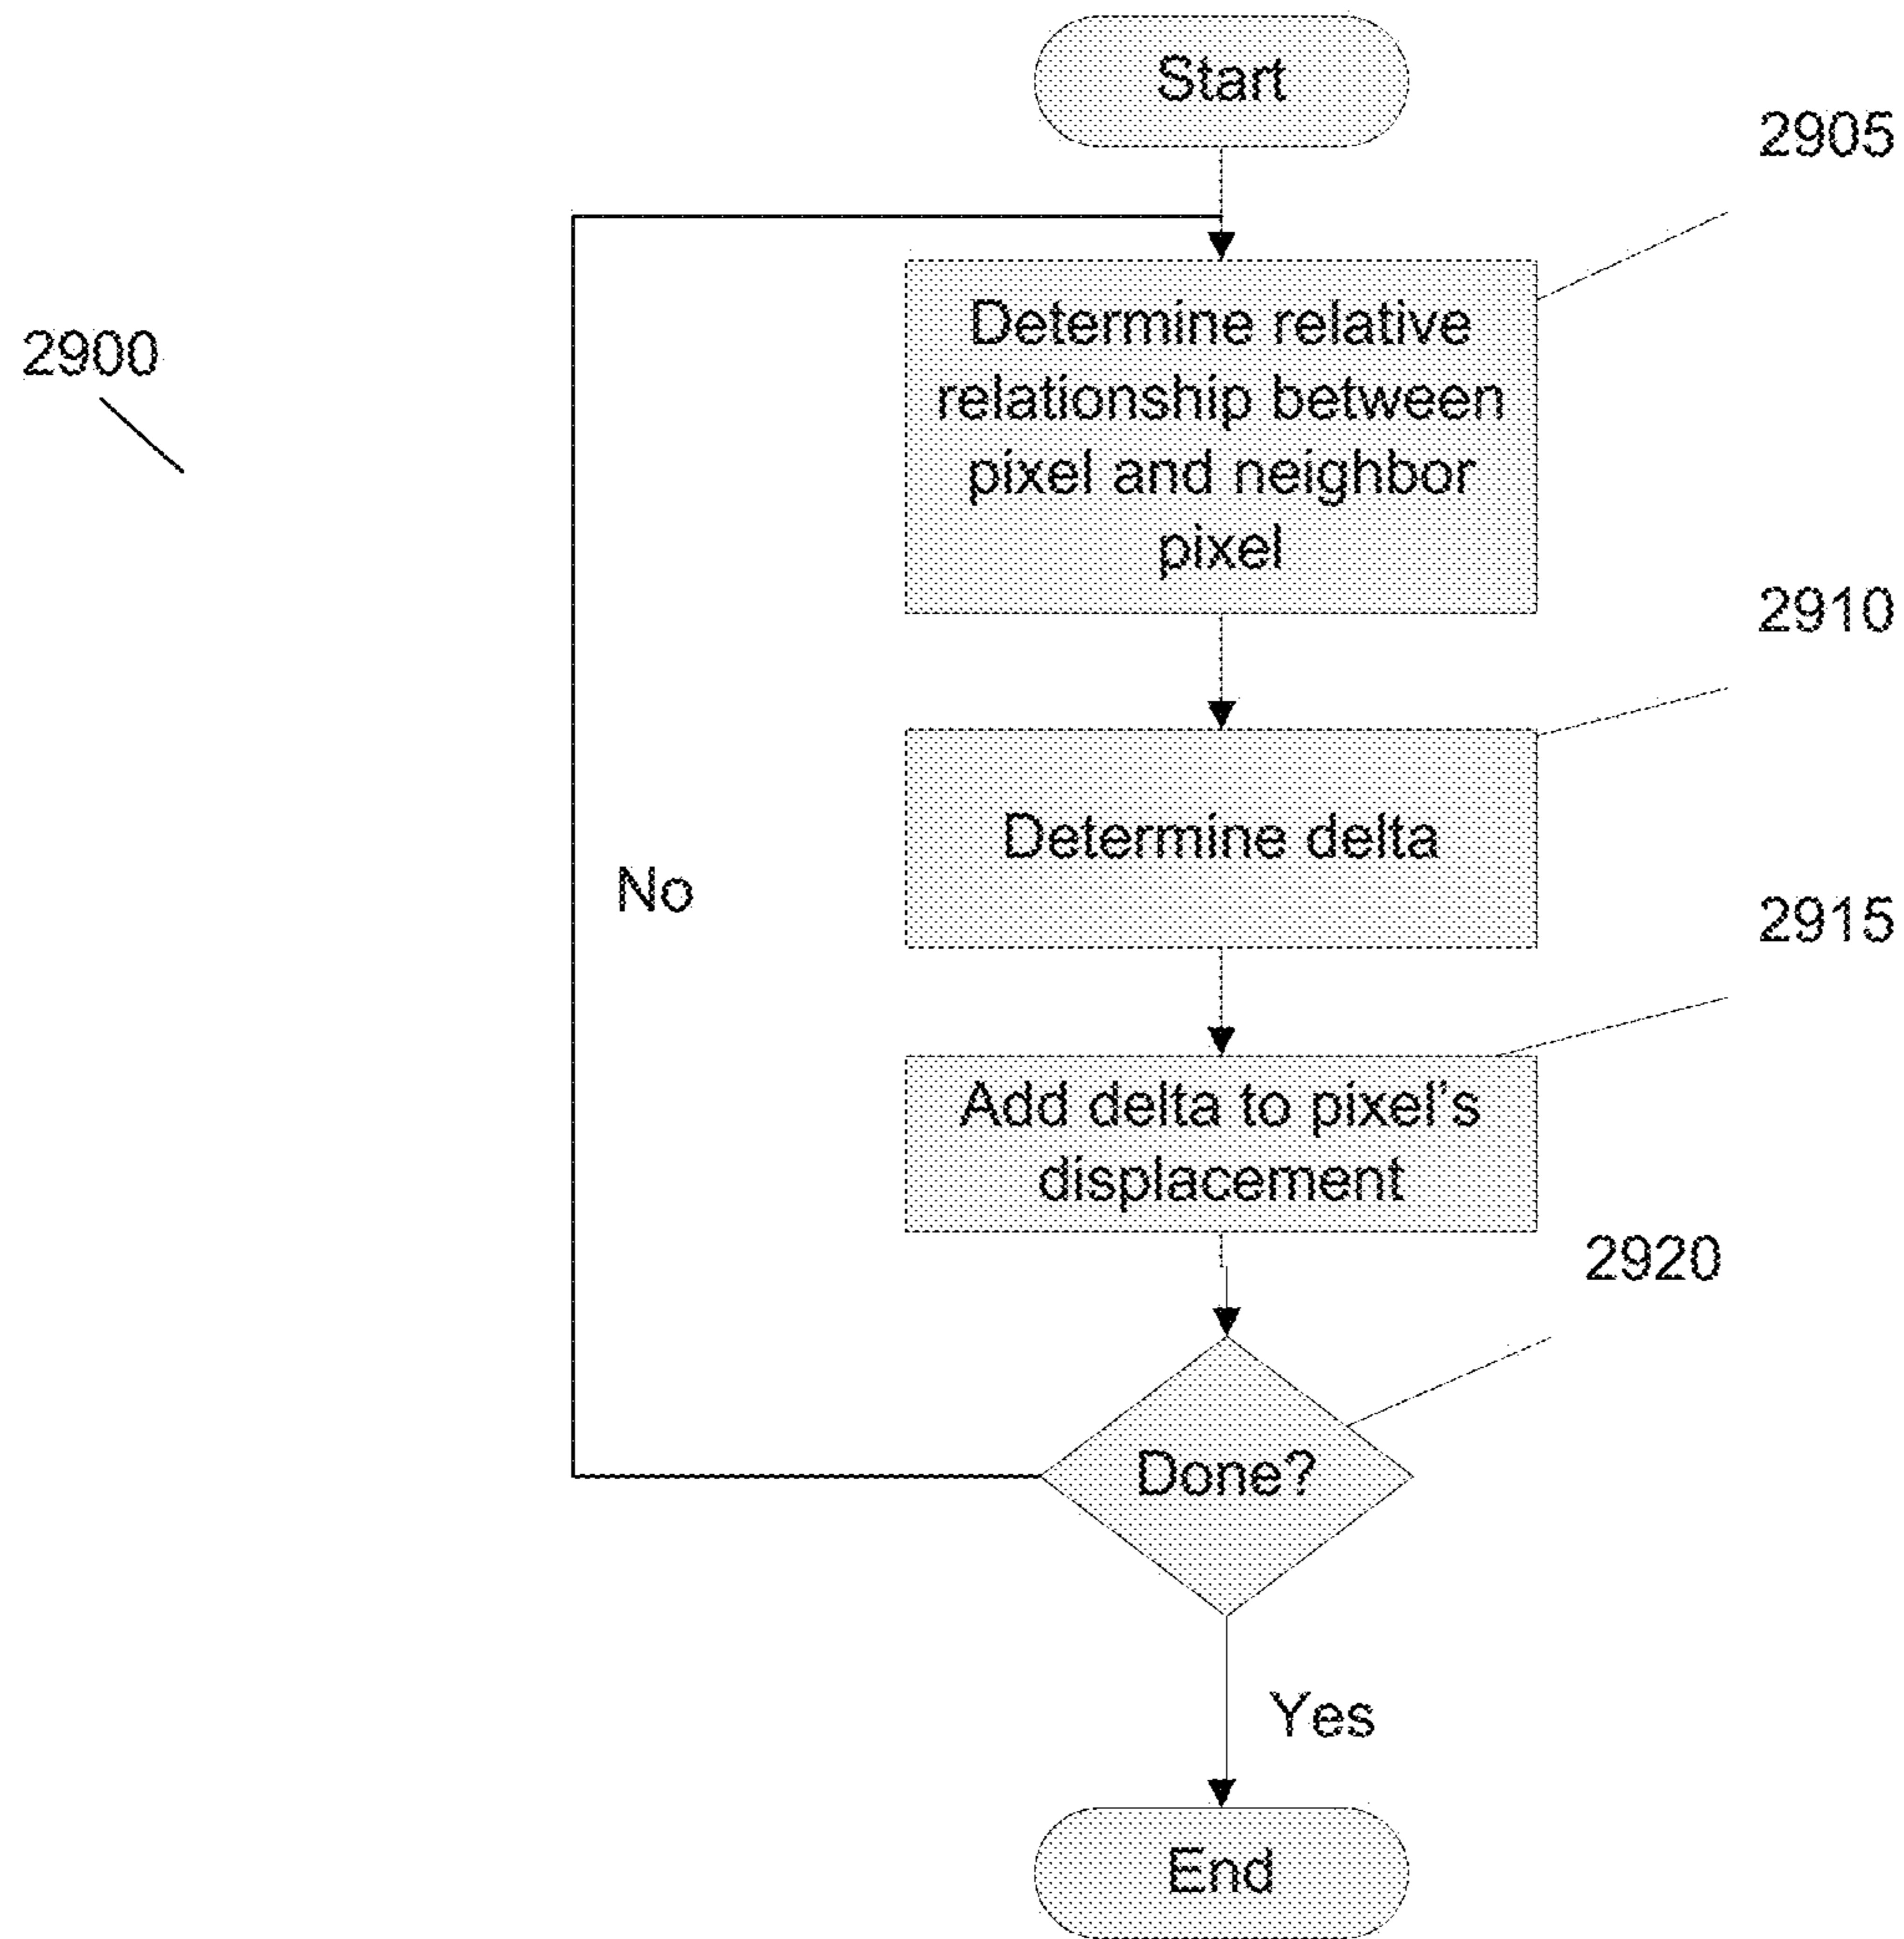 Start
2905
2900
Determine relative
relationship between
pixel and neighbor
pixel
2910
Determine delta
No
2915
Add delta to pixel's
displacement
2920
Done?
Yes
End